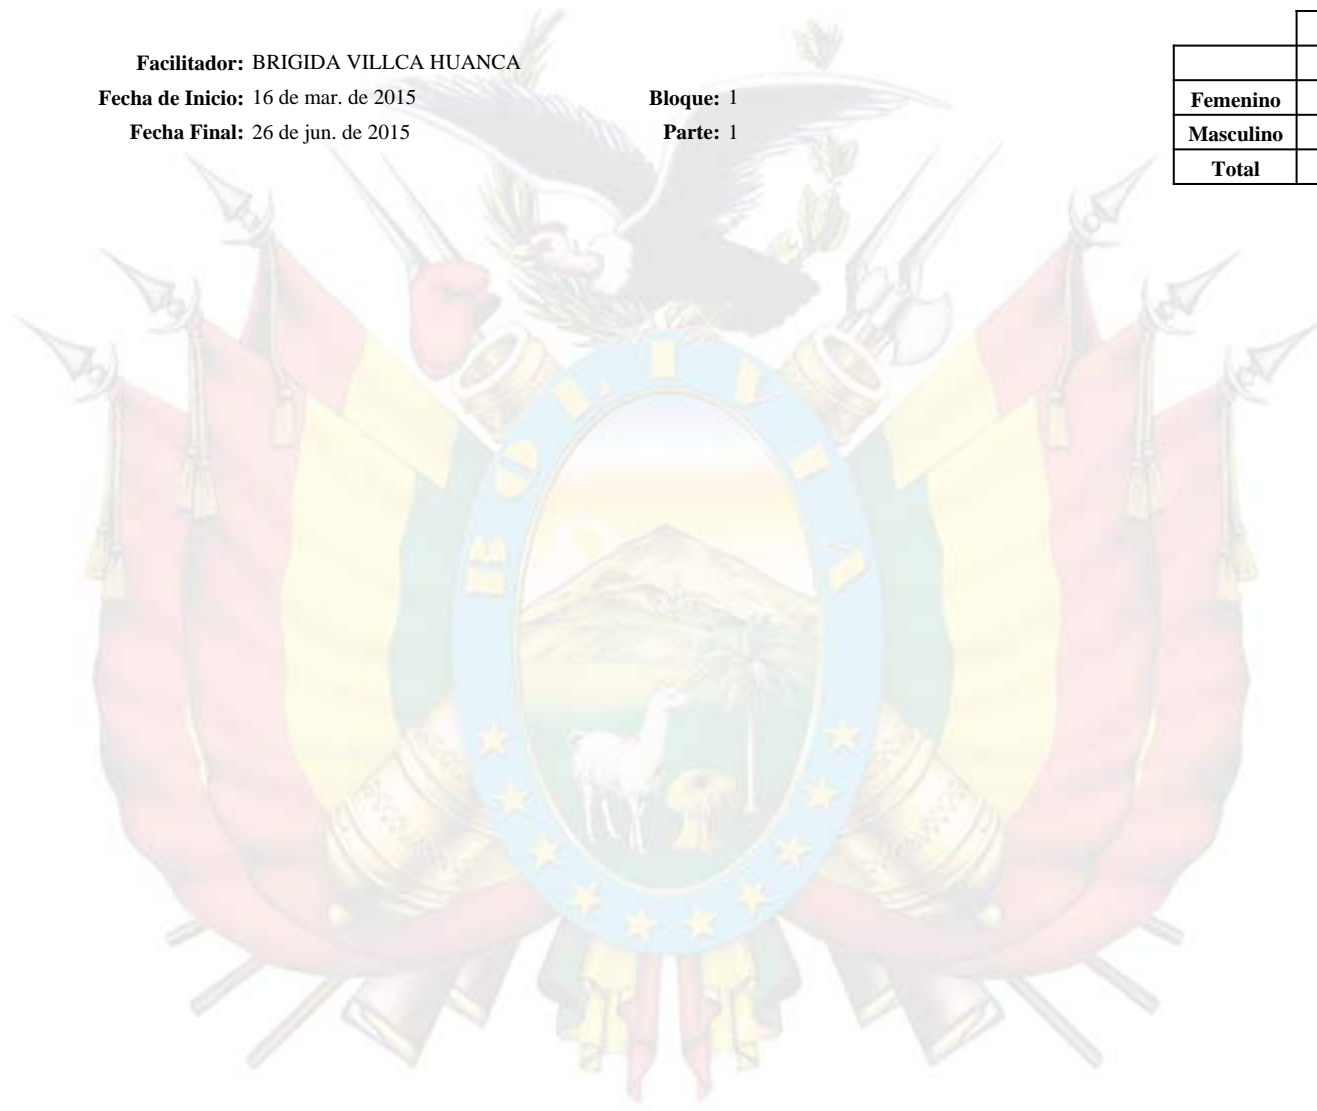 Facilitador: BRIGIDA VILLCA HUANCA
Fecha de Inicio: 16 de mar. de 2015 Bloque: 1
Fecha Final: 26 de jun. de 2015 Parte: 1
Femenino
Masculino
Total
BOLIVIA